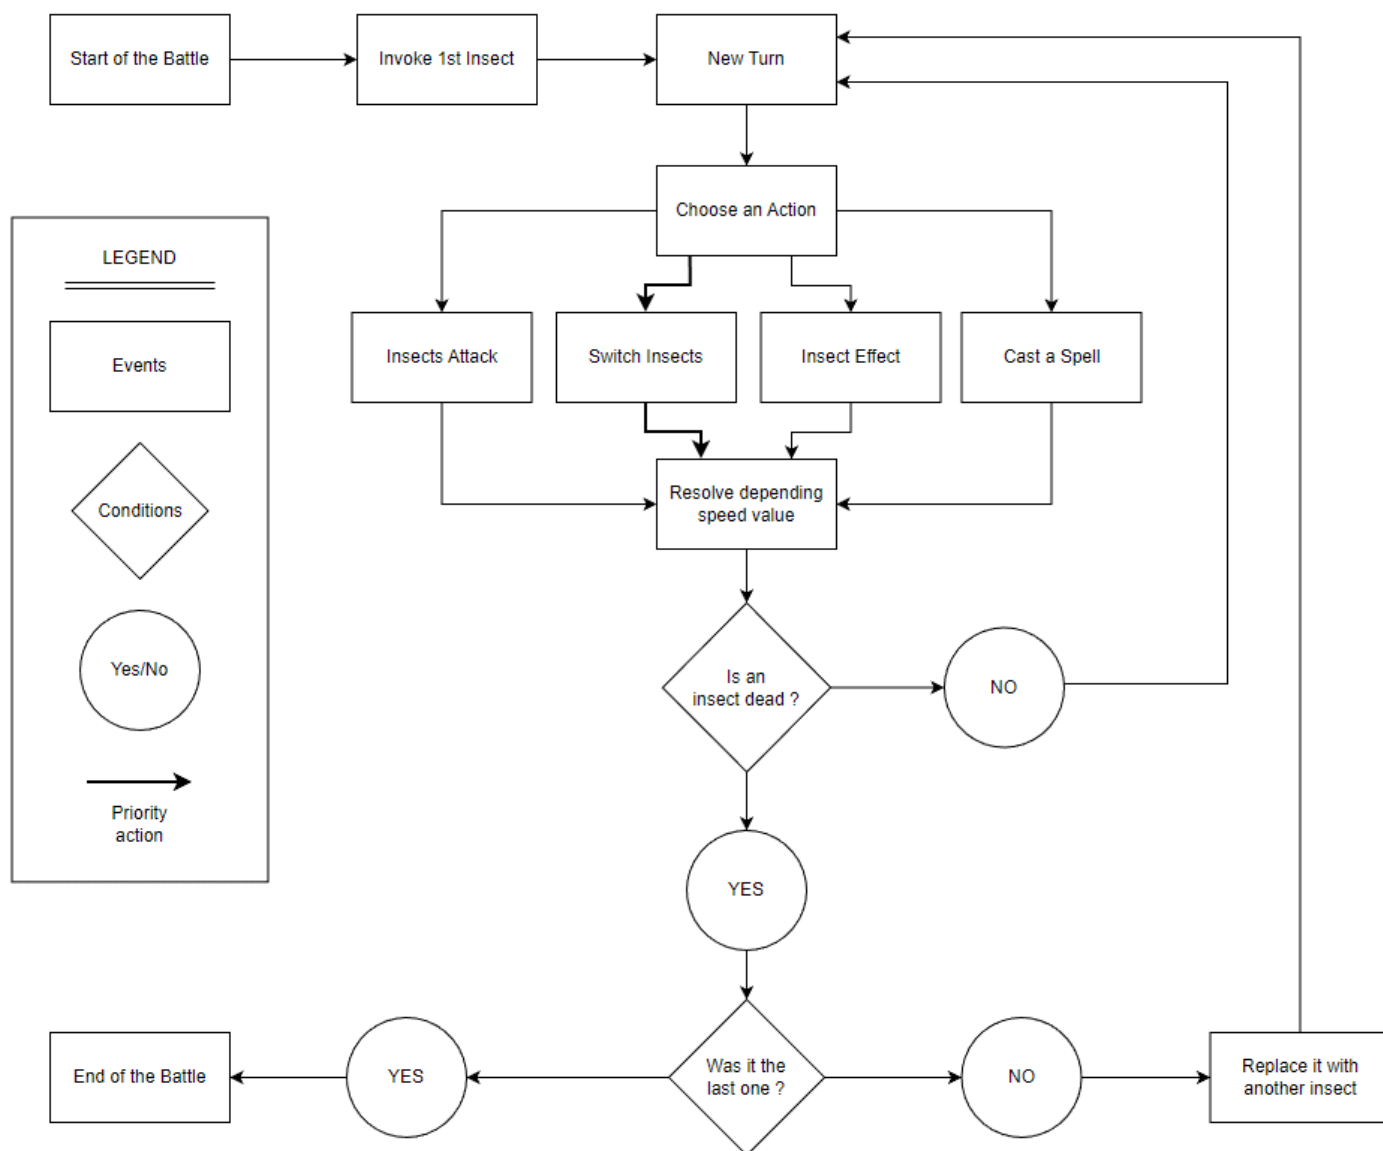 Start of the Battle
Invoke 1st Insect
New Turn
Choose an Action
LEGEND
Events
Conditions
Yes/No
Priority
action
Insects Attack
Switch Insects
Insect Effect
Cast a Spell
Resolve depending
speed value
Is an
insect dead ?
NO
YES
Was it the
last one ?
YES
End of the Battle
NO
Replace it with
another insect